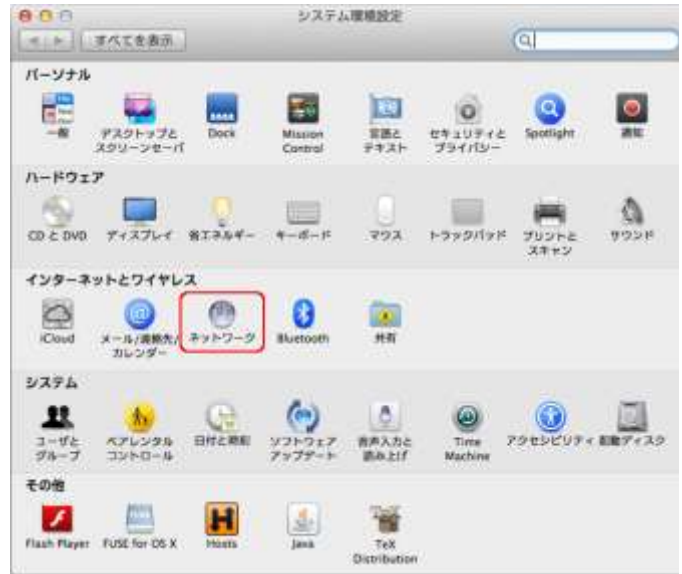 システム環境設定
すべてを表示
パーソナル
一般
デスクトップと
スクリーンセーバ
Dock
Mission
Control
言語と
テキスト
セキュリティと
プライバシー
Spotlight
通知
ハードウェア
CD と DVD
ディスプレイ
省エネルギー
キーボード
マウス
トラックパッド
プリントと
スキャン
サウンド
インターネットとワイヤレス
iCloud
メール/連絡先/
カレンダー
ネットワーク
Bluetooth
共有
システム
ユーザと
グループ
ペアレンタル
コントロール
日付と時刻
ソフトウェア
アップデート
音声入力と
読み上げ
Time
Machine
アクセシビリティ
起動ディスク
その他
Flash Player
FUSE for OS X
Hosts
Java
TeX
Distribution